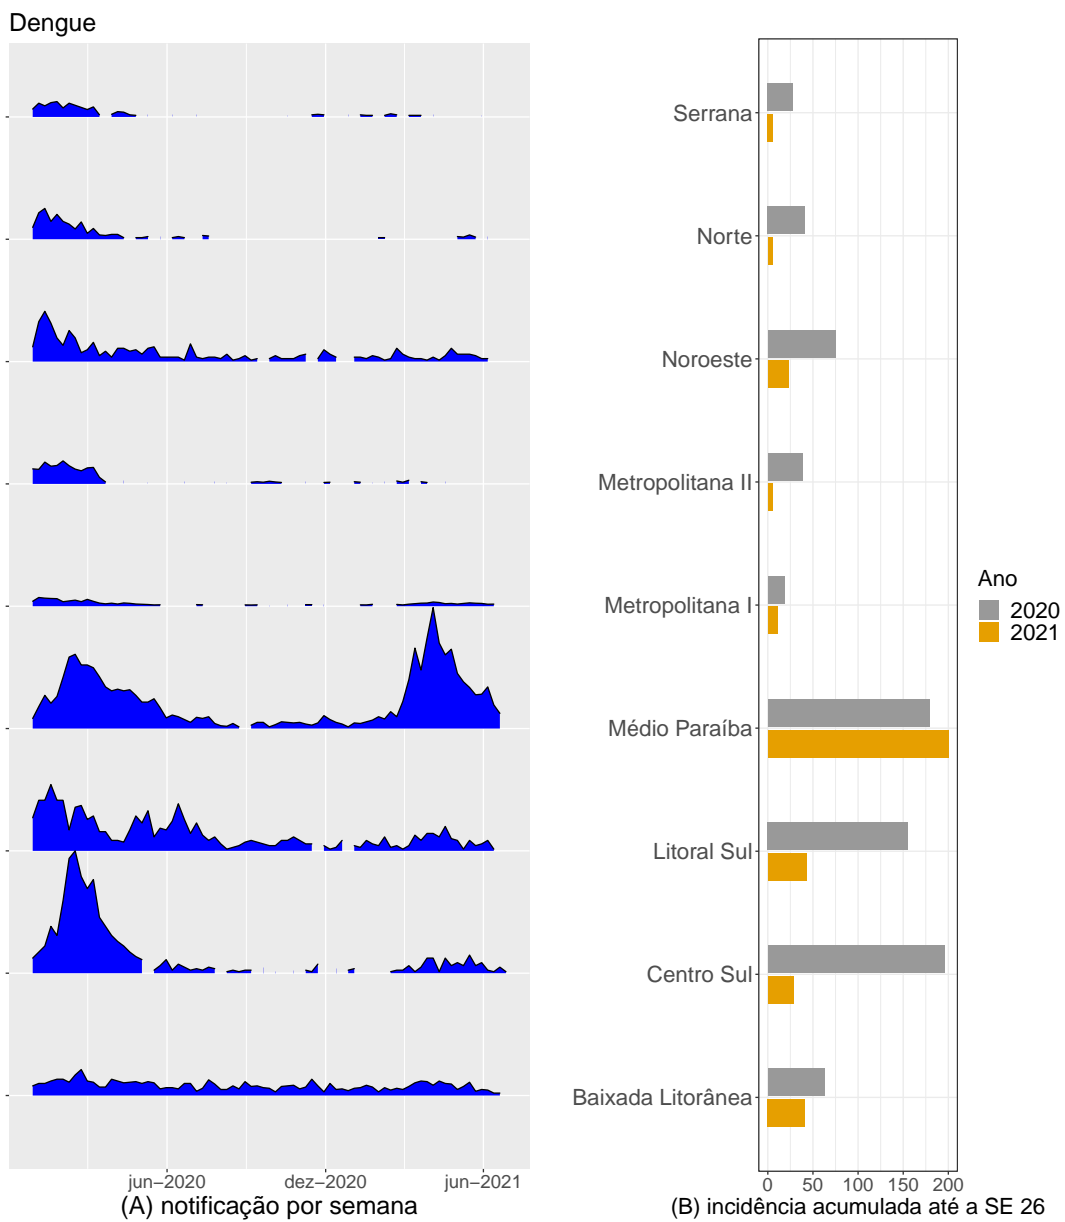 Dengue
Serrana
Norte
Noroeste
Metropolitana II
Metropolitana I
Médio Paraíba
Litoral Sul
Centro Sul
Baixada Litorânea
Ano
2020
2021
jun−2020 dez−2020 jun−2021
(A) notificação por semana
0 50 100 150 200
(B) incidência acumulada até a SE 26